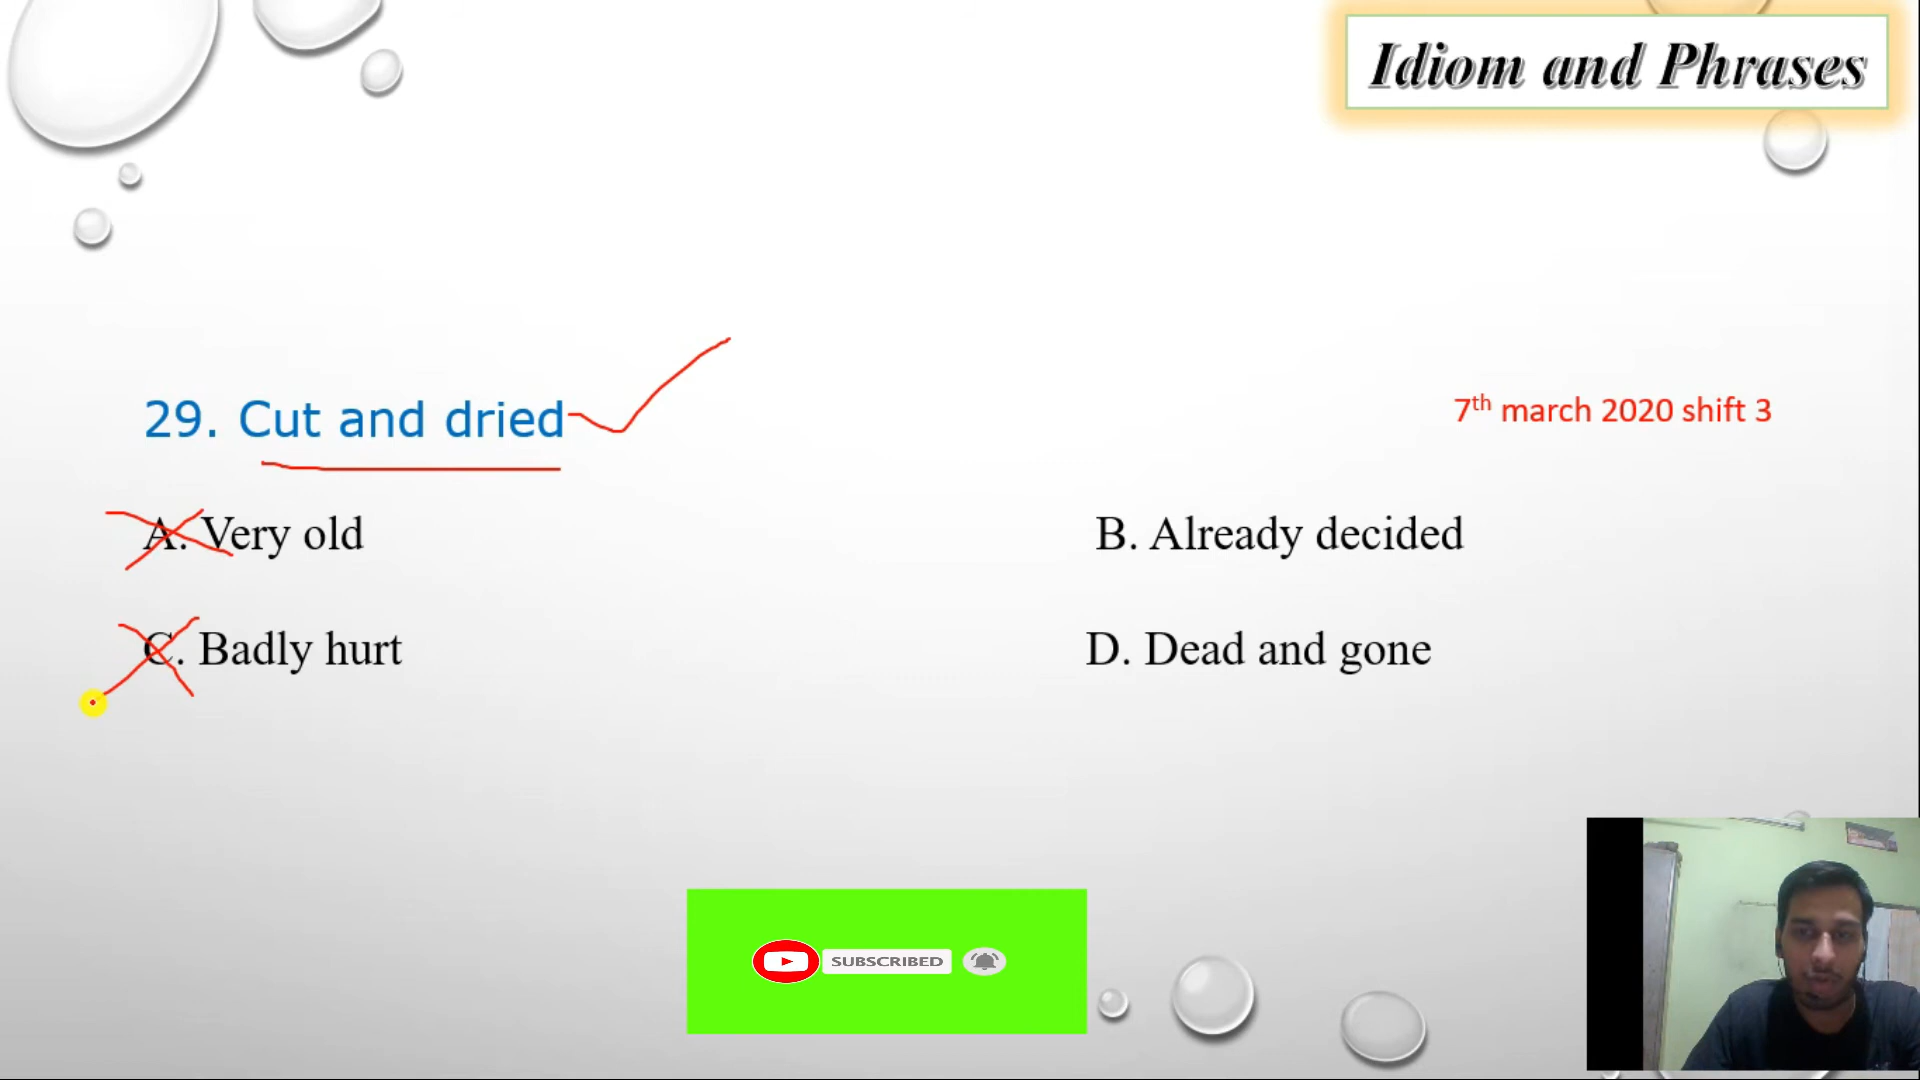 Idiom and Phrases
29. Cut and dried
7th march 2020 shift 3
A. Very old
B. Already decided
C. Badly hurt
D. Dead and gone
SUBSCRIBED